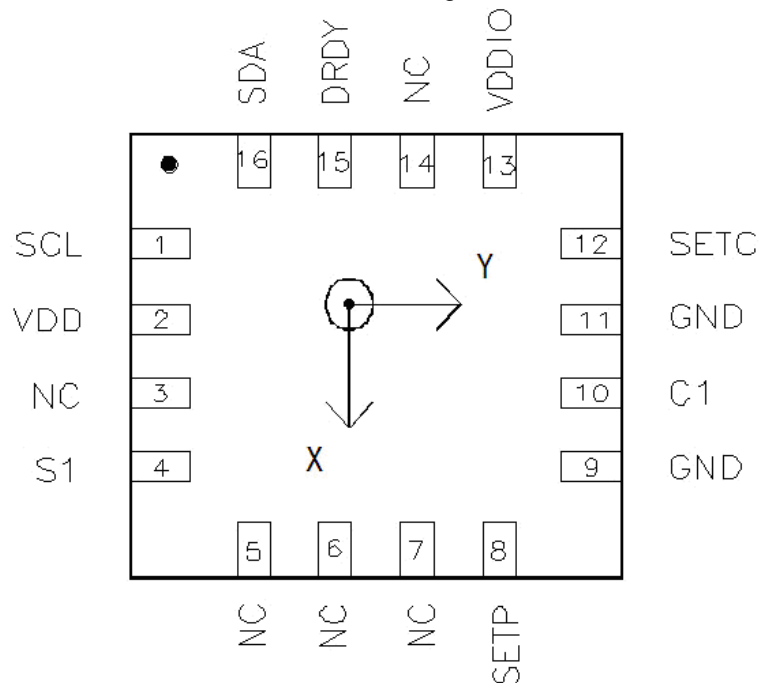 SDA DRDY NC VDDIO
16 15 14 13
SCL 1 12 SETC
VDD 2 11 GND
NC 3 10 C1
S1 4 9 GND
Y
X
5 6 7 8
NC NC NC SETP